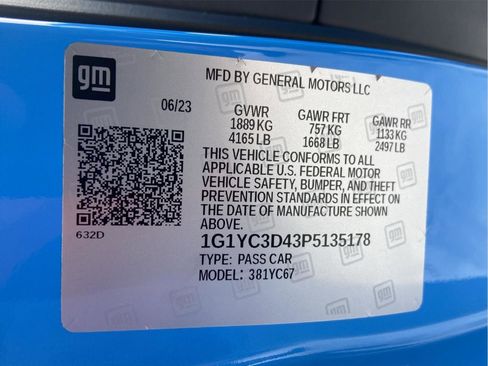 gm
MFD BY GENERAL MOTORS LLC
06/23
GVWR GAWR FRT GAWR RR
1889 KG 757 KG 1133 KG
4165 LB 1668 LB 2497 LB
THIS VEHICLE CONFORMS TO ALL
APPLICABLE U.S. FEDERAL MOTOR
VEHICLE SAFETY, BUMPER, AND THEFT
PREVENTION STANDARDS IN EFFECT ON
THE DATE OF MANUFACTURE SHOWN
ABOVE.
632D
1G1YC3D43P5135178
TYPE: PASS CAR
MODEL: 381YC67